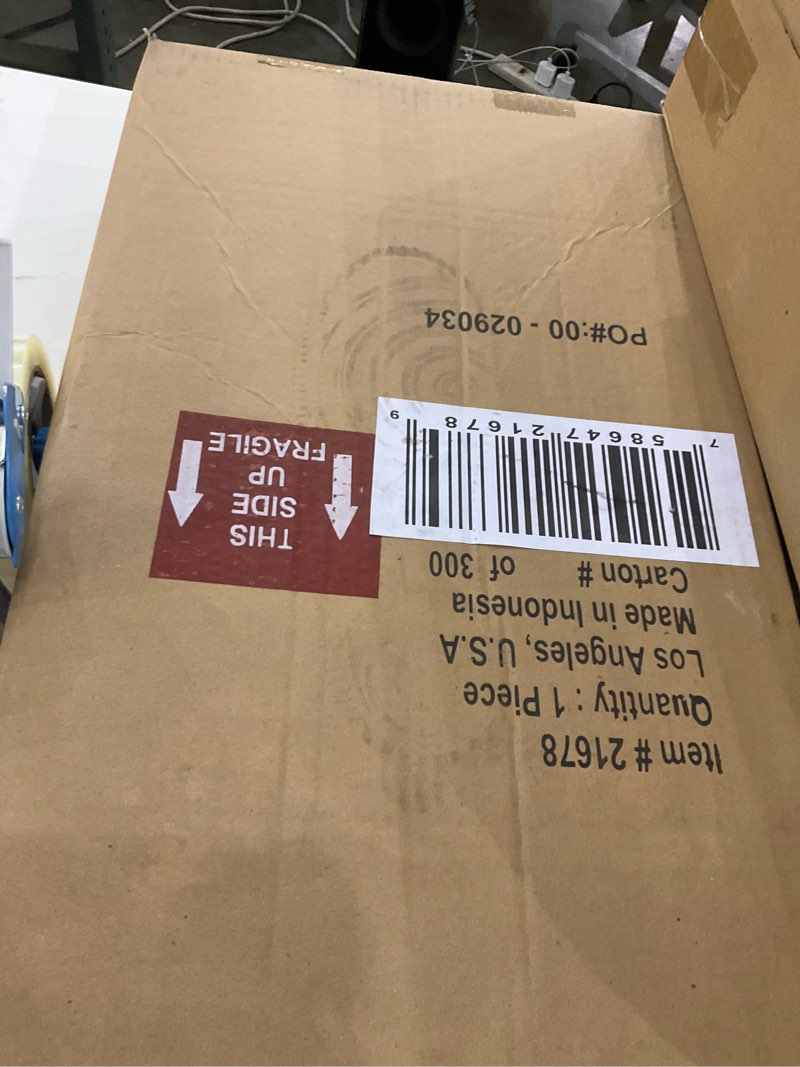 Item # 21678
Quantity : 1 Piece
Los Angeles, U.S.A
Made in Indonesia
Carton # of 300
7 58647 21678 9
THIS
SIDE
UP
FRAGILE
PO#:00 - 029034